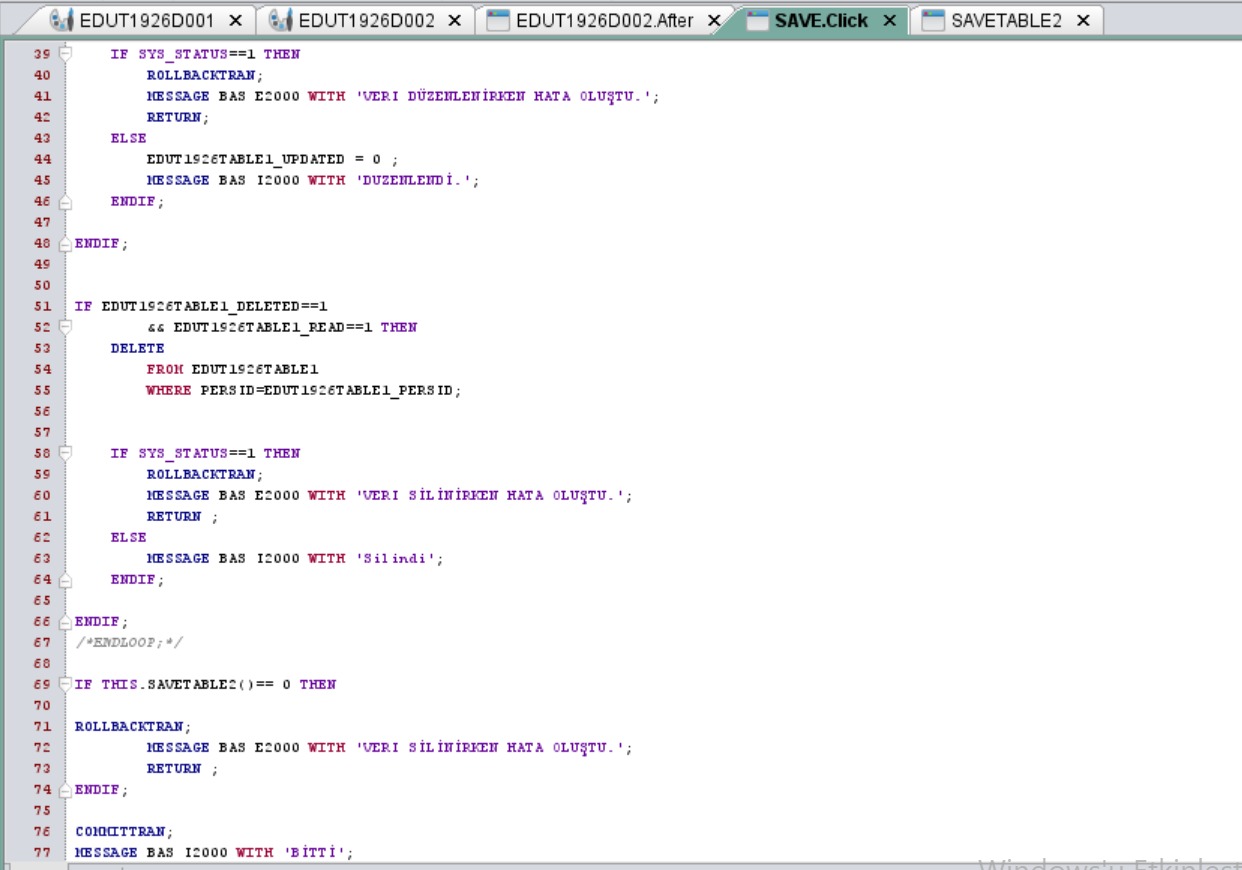 EDUT1926D001 EDUT1926D002 EDUT1926D002.After SAVE.Click SAVETABLE2
39 IF SYS_STATUS==1 THEN
40 ROLLBACKTRAN;
41 MESSAGE BAS E2000 WITH 'VERI DÜZENLENİRKEN HATA OLUŞTU.';
42 RETURN;
43 ELSE
44 EDUT1926TABLE1_UPDATED = 0 ;
45 MESSAGE BAS I2000 WITH 'DUZENLENDİ.';
46 ENDIF;
47
48 ENDIF;
49
50
51 IF EDUT1926TABLE1_DELETED==1
52 && EDUT1926TABLE1_READ==1 THEN
53 DELETE
54 FROM EDUT1926TABLE1
55 WHERE PERSID=EDUT1926TABLE1_PERSID;
56
57
58 IF SYS_STATUS==1 THEN
59 ROLLBACKTRAN;
60 MESSAGE BAS E2000 WITH 'VERI SİLİNİRKEN HATA OLUŞTU.';
61 RETURN ;
62 ELSE
63 MESSAGE BAS I2000 WITH 'Silindi';
64 ENDIF;
65
66 ENDIF;
67 /*ENDLOOP;*/
68
69 IF THIS.SAVETABLE2()== 0 THEN
70
71 ROLLBACKTRAN;
72 MESSAGE BAS E2000 WITH 'VERI SİLİNİRKEN HATA OLUŞTU.';
73 RETURN ;
74 ENDIF;
75
76 COMMITTRAN;
77 MESSAGE BAS I2000 WITH 'BİTTİ';